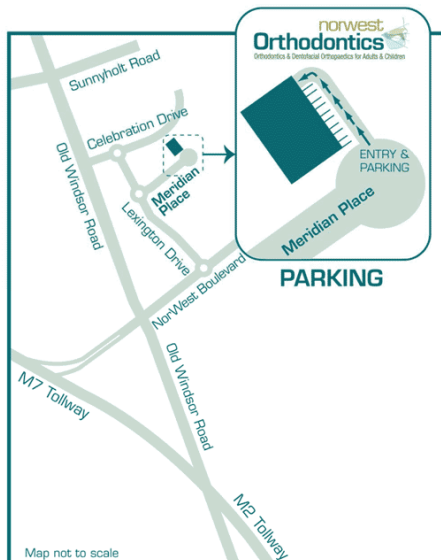 norwest
Orthodontics
Orthodontics & Dentofacial Orthopaedics for Adults & Children
ENTRY &
PARKING
Meridian Place
PARKING
Sunnyholt Road
Celebration Drive
Old Windsor Road
Meridian
Place
Lexington Drive
NorWest Boulevard
Old Windsor Road
M7 Tollway
M2 Tollway
Map not to scale